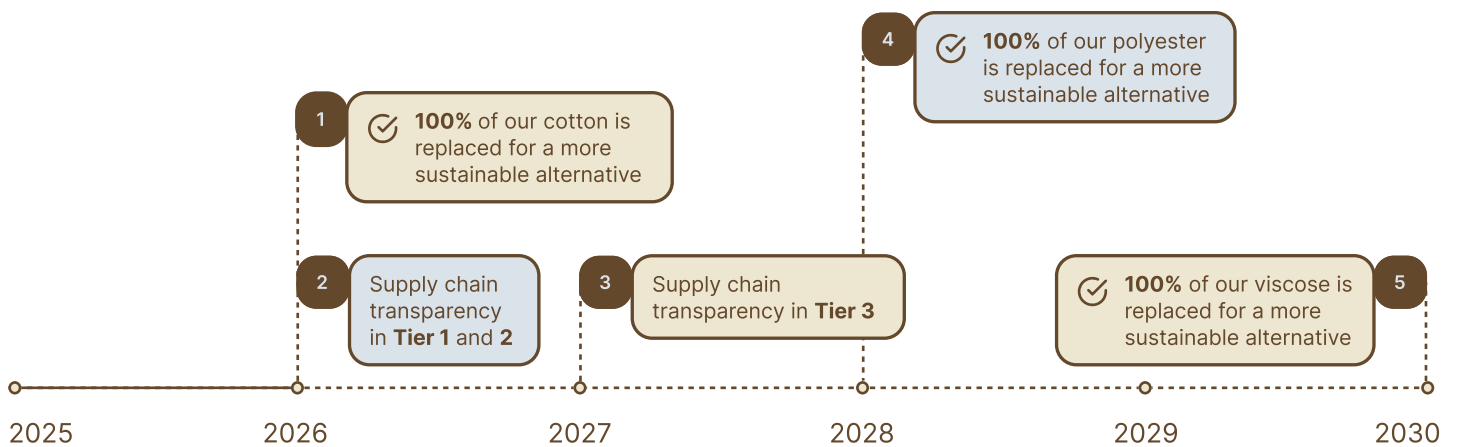 1
100% of our cotton is
replaced for a more
sustainable alternative
2
Supply chain
transparency
in Tier 1 and 2
3
Supply chain
transparency in Tier 3
4
100% of our polyester
is replaced for a more
sustainable alternative
5
100% of our viscose is
replaced for a more
sustainable alternative
2025 2026 2027 2028 2029 2030